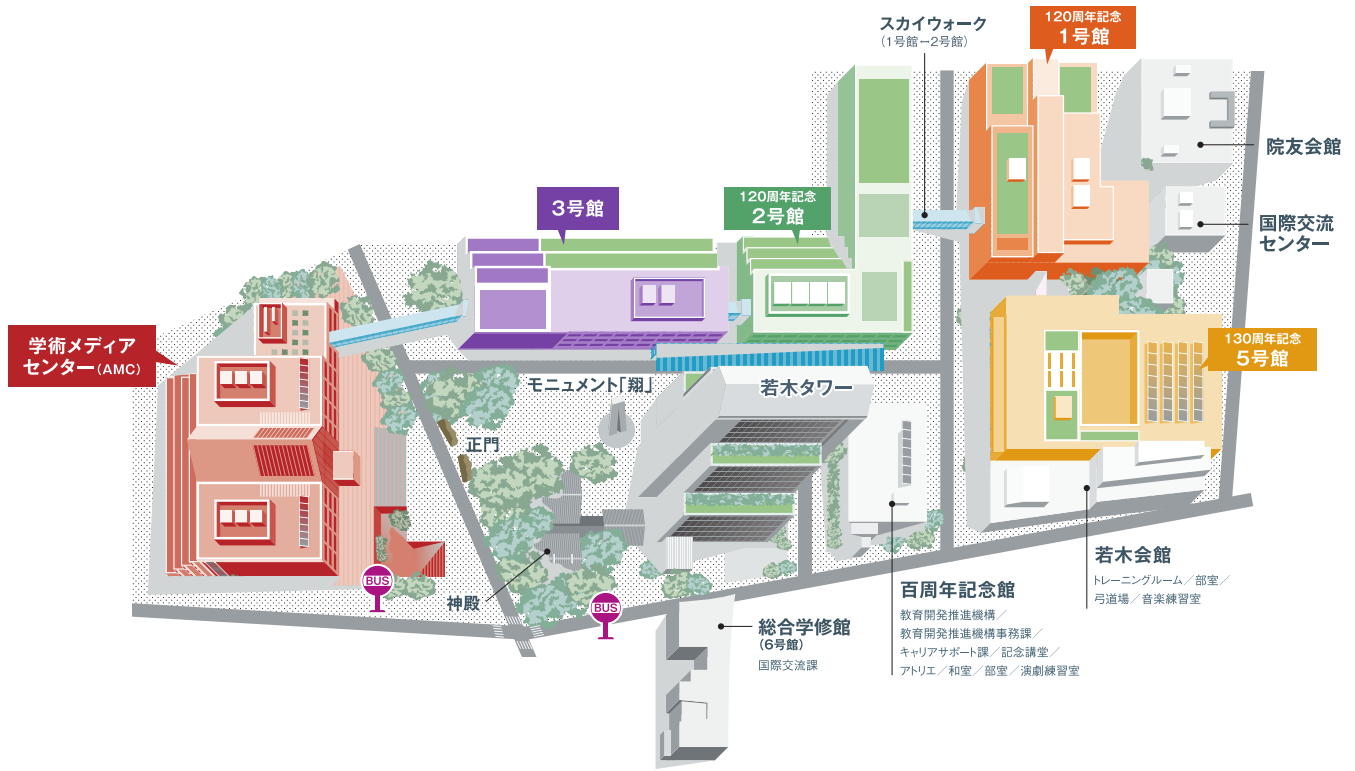 スカイウォーク
（1号館↔2号館）
120周年記念
1号館
院友会館
国際交流
センター
3号館
120周年記念
2号館
学術メディア
センター（AMC）
130周年記念
5号館
モニュメント「翔」
若木タワー
正門
神殿
BUS
BUS
総合学修館
（6号館）
国際交流課
百周年記念館
教育開発推進機構／
教育開発推進機構事務課／
キャリアサポート課／記念講堂／
アトリエ／和室／部室／演劇練習室
若木会館
トレーニングルーム／部室／
弓道場／音楽練習室